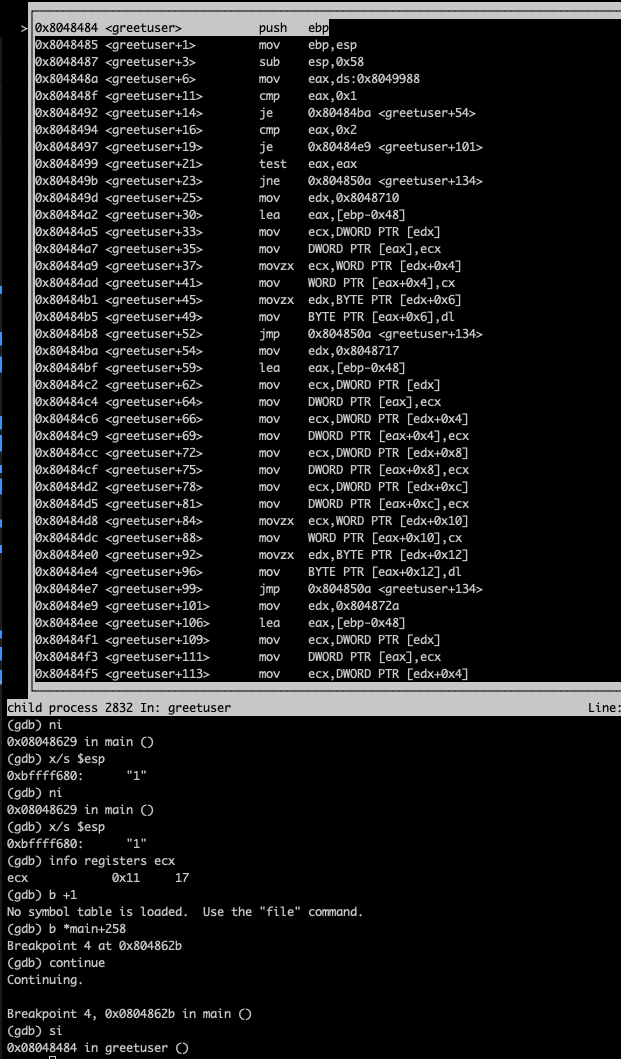 > 0x8048484 <greetuser> push ebp
0x8048485 <greetuser+1> mov ebp,esp
0x8048487 <greetuser+3> sub esp,0x58
0x804848a <greetuser+6> mov eax,ds:0x8049988
0x804848f <greetuser+11> cmp eax,0x1
0x8048492 <greetuser+14> je 0x80484ba <greetuser+54>
0x8048494 <greetuser+16> cmp eax,0x2
0x8048497 <greetuser+19> je 0x80484e9 <greetuser+101>
0x8048499 <greetuser+21> test eax,eax
0x804849b <greetuser+23> jne 0x804850a <greetuser+134>
0x804849d <greetuser+25> mov edx,0x8048710
0x80484a2 <greetuser+30> lea eax,[ebp-0x48]
0x80484a5 <greetuser+33> mov ecx,DWORD PTR [edx]
0x80484a7 <greetuser+35> mov DWORD PTR [eax],ecx
0x80484a9 <greetuser+37> movzx ecx,WORD PTR [edx+0x4]
0x80484ad <greetuser+41> mov WORD PTR [eax+0x4],cx
0x80484b1 <greetuser+45> movzx edx,BYTE PTR [edx+0x6]
0x80484b5 <greetuser+49> mov BYTE PTR [eax+0x6],dl
0x80484b8 <greetuser+52> jmp 0x804850a <greetuser+134>
0x80484ba <greetuser+54> mov edx,0x8048717
0x80484bf <greetuser+59> lea eax,[ebp-0x48]
0x80484c2 <greetuser+62> mov ecx,DWORD PTR [edx]
0x80484c4 <greetuser+64> mov DWORD PTR [eax],ecx
0x80484c6 <greetuser+66> mov ecx,DWORD PTR [edx+0x4]
0x80484c9 <greetuser+69> mov DWORD PTR [eax+0x4],ecx
0x80484cc <greetuser+72> mov ecx,DWORD PTR [edx+0x8]
0x80484cf <greetuser+75> mov DWORD PTR [eax+0x8],ecx
0x80484d2 <greetuser+78> mov ecx,DWORD PTR [edx+0xc]
0x80484d5 <greetuser+81> mov DWORD PTR [eax+0xc],ecx
0x80484d8 <greetuser+84> movzx ecx,WORD PTR [edx+0x10]
0x80484dc <greetuser+88> mov WORD PTR [eax+0x10],cx
0x80484e0 <greetuser+92> movzx edx,BYTE PTR [edx+0x12]
0x80484e4 <greetuser+96> mov BYTE PTR [eax+0x12],dl
0x80484e7 <greetuser+99> jmp 0x804850a <greetuser+134>
0x80484e9 <greetuser+101> mov edx,0x804872a
0x80484ee <greetuser+106> lea eax,[ebp-0x48]
0x80484f1 <greetuser+109> mov ecx,DWORD PTR [edx]
0x80484f3 <greetuser+111> mov DWORD PTR [eax],ecx
0x80484f5 <greetuser+113> mov ecx,DWORD PTR [edx+0x4]
child process 2832 In: greetuser Line:
(gdb) ni
0x08048629 in main ()
(gdb) x/s $esp
0xbffff680: "1"
(gdb) ni
0x08048629 in main ()
(gdb) x/s $esp
0xbffff680: "1"
(gdb) info registers ecx
ecx 0x11 17
(gdb) b +1
No symbol table is loaded. Use the "file" command.
(gdb) b *main+258
Breakpoint 4 at 0x804862b
(gdb) continue
Continuing.
Breakpoint 4, 0x0804862b in main ()
(gdb) si
0x08048484 in greetuser ()